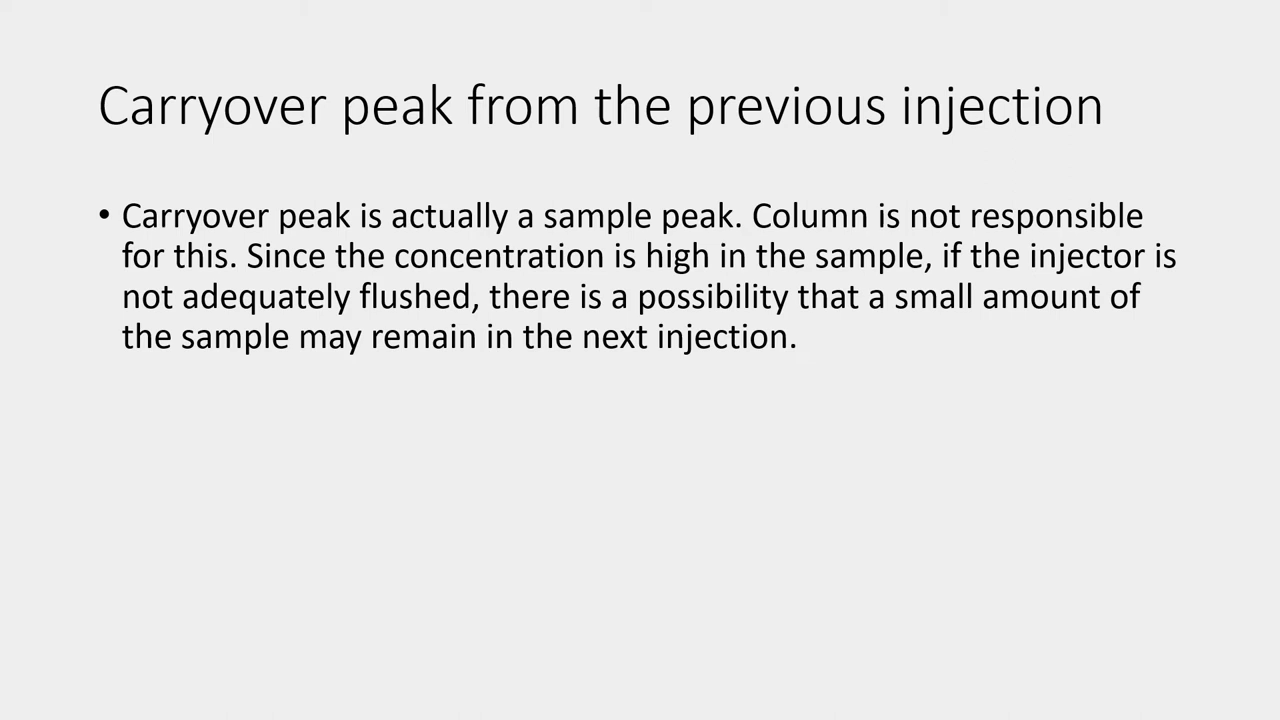 Carryover peak from the previous injection
• Carryover peak is actually a sample peak. Column is not responsible
for this. Since the concentration is high in the sample, if the injector is
not adequately flushed, there is a possibility that a small amount of
the sample may remain in the next injection.